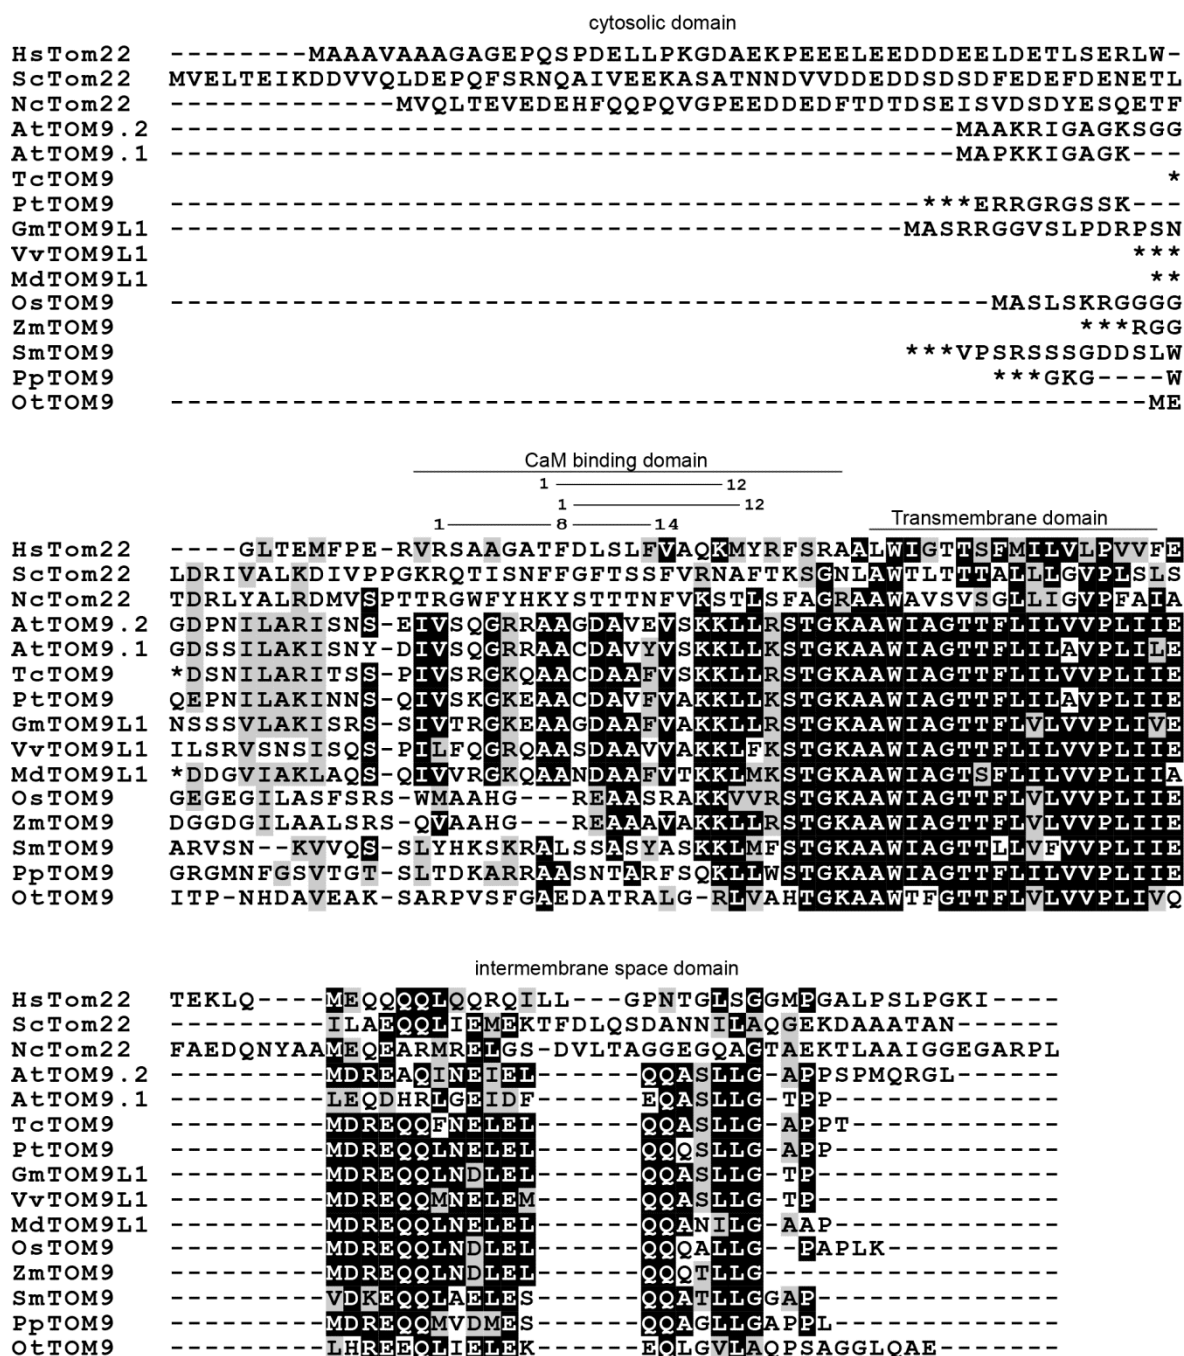 cytosolic domain
HsTom22 --------MAAAVAAAGAGEPQSPDELLPKGDAEKPEEELEEDDDEELDETLSERLW-
ScTom22 MVELTEIKDDVVQLDEPQFSRNQAIVEEKASATNNDVVDDEDDSDSDFEDEFDENETL
NcTom22 -------------MVQLTEVEDEHFQQPQVGPEEDDEDFTDTDSEISVDSDYESQETF
AtTOM9.2 ---------------------------------------------MAAKRIGAGKSGG
AtTOM9.1 ---------------------------------------------MAPKKIGAGK---
TcTOM9 *
PtTOM9 -------------------------------------------***ERRGRGSSK---
GmTOM9L1 ------------------------------------------MASRRGGVSLPDRPSN
VvTOM9L1 ***
MdTOM9L1 **
OsTOM9 -----------------------------------------------MASLSKRGGGG
ZmTOM9 ***RGG
SmTOM9 ***VPSRSSSGDDSLW
PpTOM9 ***GKG----W
OtTOM9 --------------------------------------------------------ME
CaM binding domain
1 12
1 12
1 8 14 Transmembrane domain
HsTom22 ----GLTEMFPE-RVRSAAGATFDLSLFVAQKMYRFSRAALWIGTTSFMILVLPVVFE
ScTom22 LDRIVALKDIVPPGKRQTISNFFGFTSSFVRNAFTKSGNLAWTLTTTALLLGVPLSLS
NcTom22 TDRLYALRDMVSPTTRGWFYHKYSTTTNFVKSTLSFAGRAAWAVSVSGLLIGVPFAIA
AtTOM9.2 GDPNILARISNS-EIVSQGRRAAGDAVEVSKKLLRSTGKAAWIAGTTFLILVVPLIIE
AtTOM9.1 GDSSILAKISNY-DIVSQGRRAACDAVYVSKKLLKSTGKAAWIAGTTFLILAVPLILE
TcTOM9 *DSNILARITSS-PIVSRGKQAACDAAFVSKKLLRSTGKAAWIAGTTFLILVVPLIIE
PtTOM9 QEPNILAKINNS-QIVSKGKEAACDAVFVAKKLLKSTGKAAWIAGTTFLILAVPLIIE
GmTOM9L1 NSSSVLAKISRS-SIVTRGKEAAGDAAFVAKKLLRSTGKAAWIAGTTFLVLVVPLIVE
VvTOM9L1 ILSRVSNSISQS-PILFQGRQAASDAAVVAKKLFKSTGKAAWIAGTTFLILVVPLIIE
MdTOM9L1 *DDGVIAKLAQS-QIVVRGKQAANDAAFVTKKLMKSTGKAAWIAGTSFLILVVPLIIA
OsTOM9 GEGEGILASFSRS-WMAAHG---REAASRAKKVVRSTGKAAWIAGTTFLVLVVPLIIE
ZmTOM9 DGGDGILAALSRS-QVAAHG---REAAAVAKKLLRSTGKAAWIAGTTFLVLVVPLIIE
SmTOM9 ARVSN--KVVQS-SLYHKSKRALSSASYASKKLMFSTGKAAWIAGTTLLVFVVPLIIE
PpTOM9 GRGMNFGSVTGT-SLTDKARRAASNTARFSQKLLWSTGKAAWIAGTTFLVLVVPLIIE
OtTOM9 ITP-NHDAVEAK-SARPVSFGAEDATRALG-RLVAHTGKAAWTFGTTFLVLVVPLIVQ
intermembrane space domain
HsTom22 TEKLQ----MEQQQQLQQRQILL---GPNTGLSGGMPGALPSLPGKI----
ScTom22 ---------ILAEQQLIEMEKTFDLQSDANNILAQGEKDAAATAN------
NcTom22 FAEDQNYAAMEQEARMRELGS-DVLTAGGEGQAGTAEKTLAAIGGEGARPL
AtTOM9.2 ---------MDREAQINEIEL------QQASLLG-APPSPMQRGL------
AtTOM9.1 ---------LEQDHRLGEIDF------EQASLLG-TPP-------------
TcTOM9 ---------MDREQQFNELEL------QQASLLG-APPT------------
PtTOM9 ---------MDREQQLNELEL------QQQSLLG-APP-------------
GmTOM9L1 ---------MDREQQLNDLEL------QQASLLG-TP--------------
VvTOM9L1 ---------MDREQQMNELEM------QQASLLG-TP--------------
MdTOM9L1 ---------MDREQQLNELEL------QQANILG-AAP-------------
OsTOM9 ---------MDREQQLNDLEL------QQQALLG--PAPLK----------
ZmTOM9 ---------MDREQQLNDLEL------QQQTLLG-----------------
SmTOM9 ---------VDKEQQLAELES------QQATLLGGAP--------------
PpTOM9 ---------MDREQQMVDMES------QQAGLLGAPPL-------------
OtTOM9 ---------LHREEQLIELEK------EQLGVLAQPSAGGLQAE-------